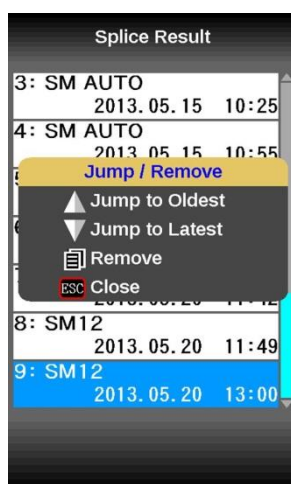 Splice Result
3: SM AUTO
2013.05.15 10:25
4: SM AUTO
2013.05.15 10:55
Jump / Remove
Jump to Oldest
Jump to Latest
Remove
ESC Close
8: SM12
2013.05.20 11:49
9: SM12
2013.05.20 13:00